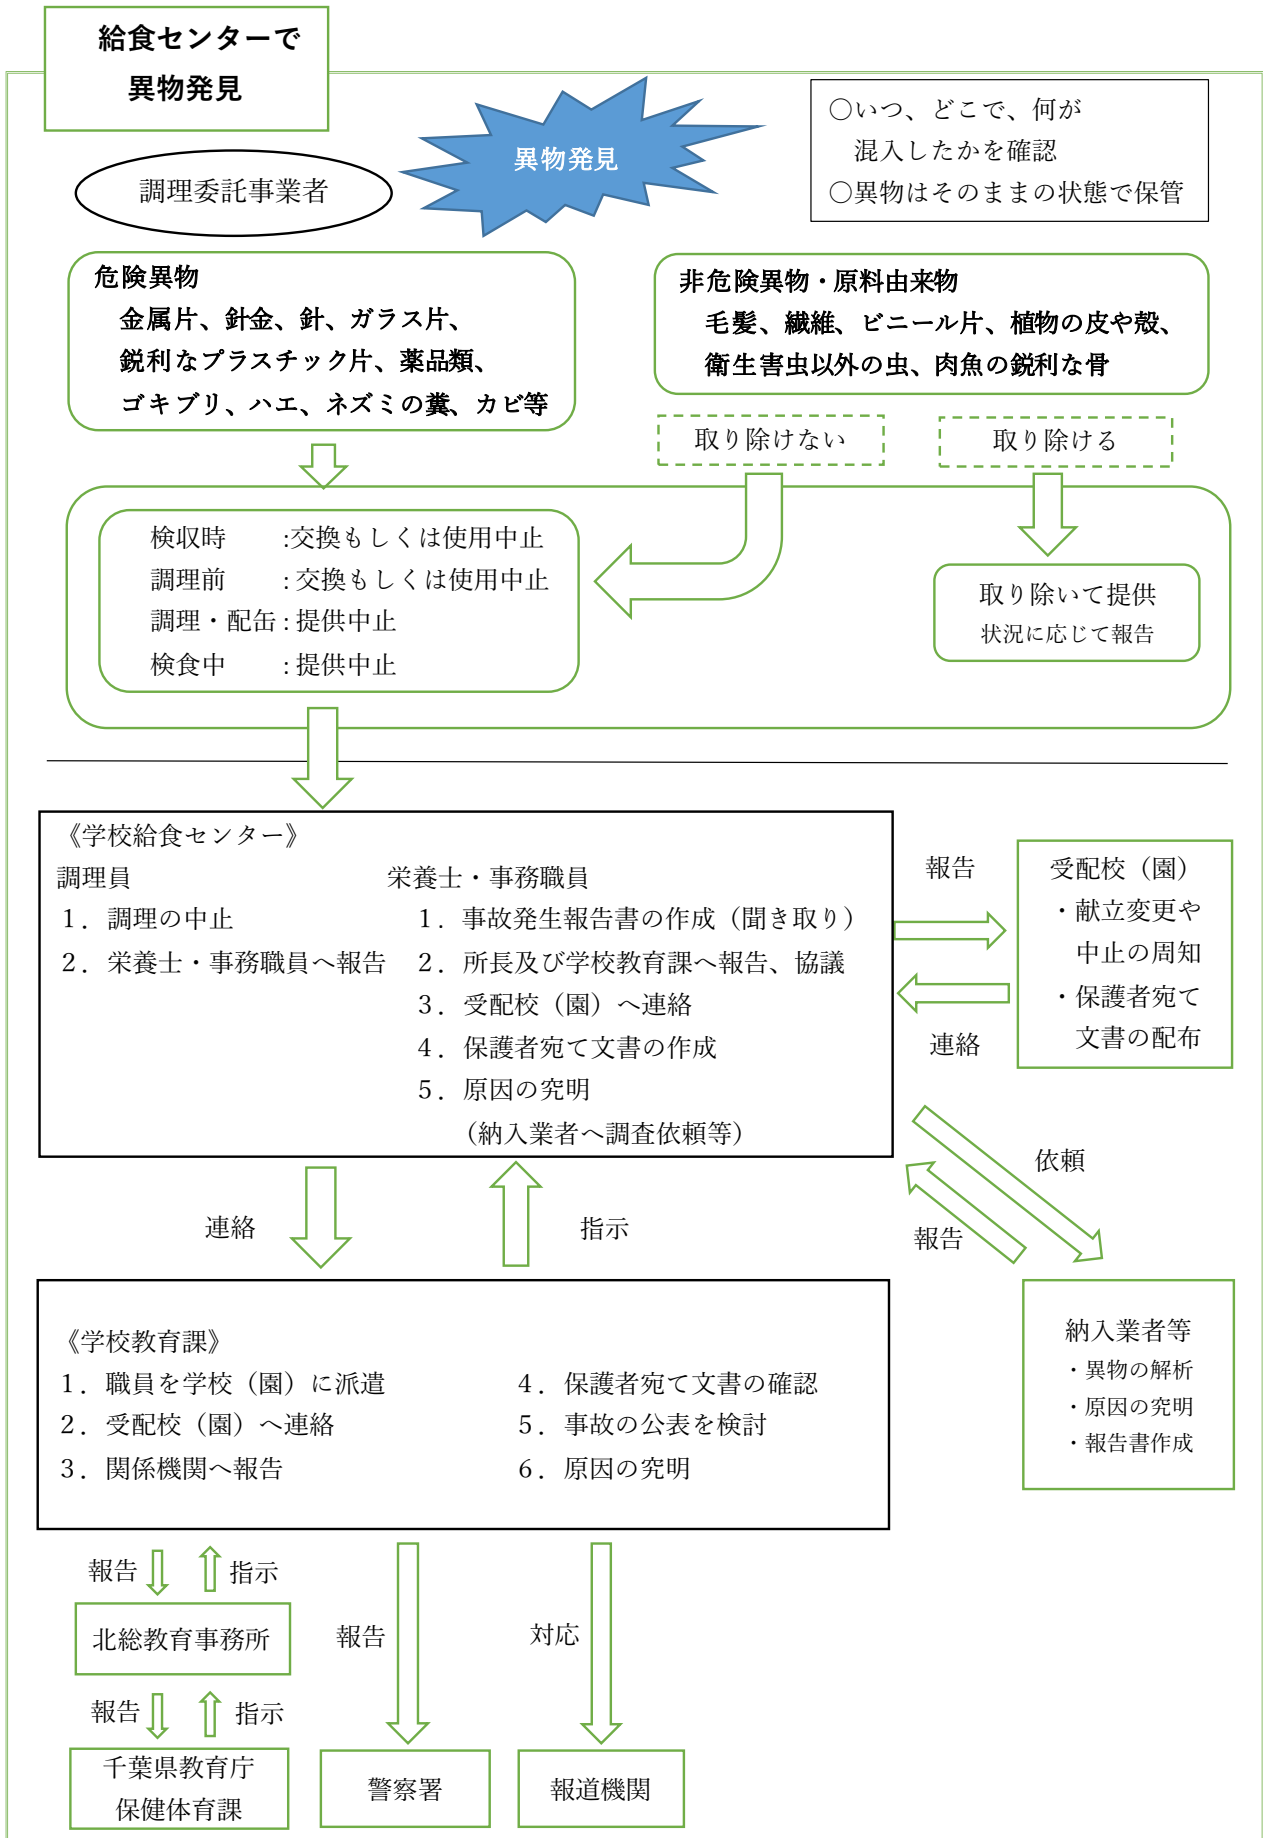 給食センターで
異物発見
異物発見
○いつ、どこで、何が
混入したかを確認
○異物はそのままの状態で保管
調理委託事業者
危険異物
金属片、針金、針、ガラス片、
鋭利なプラスチック片、薬品類、
ゴキブリ、ハエ、ネズミの糞、カビ等
非危険異物・原料由来物
毛髪、繊維、ビニール片、植物の皮や殻、
衛生害虫以外の虫、肉魚の鋭利な骨
取り除けない
取り除ける
検収時 :交換もしくは使用中止
調理前 :交換もしくは使用中止
調理・配缶:提供中止
検食中 :提供中止
取り除いて提供
状況に応じて報告
《学校給食センター》
調理員
1．調理の中止
2．栄養士・事務職員へ報告
栄養士・事務職員
1．事故発生報告書の作成（聞き取り）
2．所長及び学校教育課へ報告、協議
3．受配校（園）へ連絡
4．保護者宛て文書の作成
5．原因の究明
（納入業者へ調査依頼等）
報告
連絡
受配校（園）
・献立変更や
中止の周知
・保護者宛て
文書の配布
依頼
報告
連絡
指示
《学校教育課》
1．職員を学校（園）に派遣
2．受配校（園）へ連絡
3．関係機関へ報告
4．保護者宛て文書の確認
5．事故の公表を検討
6．原因の究明
納入業者等
・異物の解析
・原因の究明
・報告書作成
報告
指示
北総教育事務所
報告
対応
報告
指示
千葉県教育庁
保健体育課
警察署
報道機関